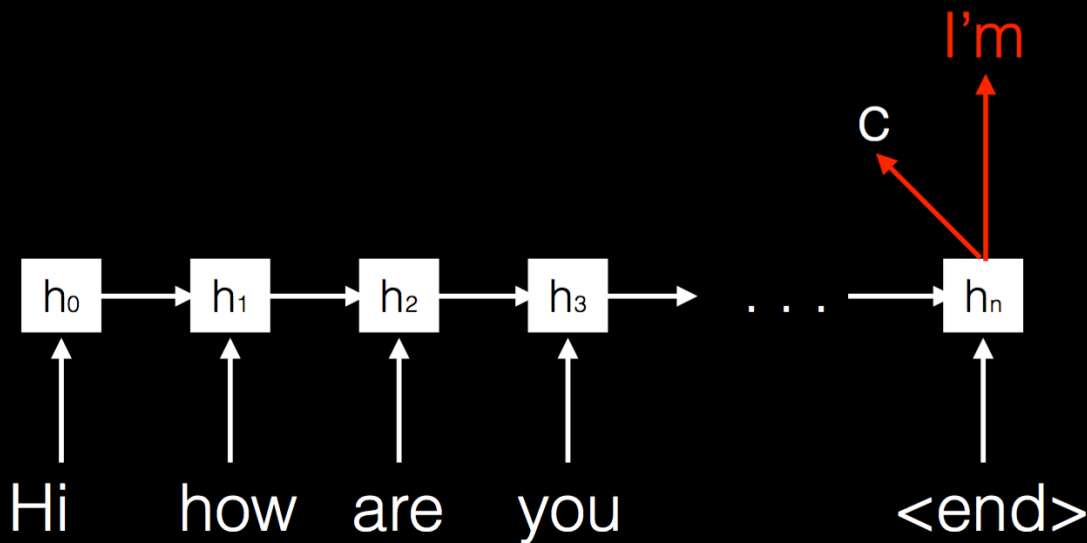 I'm
c
h₀ h₁ h₂ h₃ . . . hₙ
Hi how are you <end>